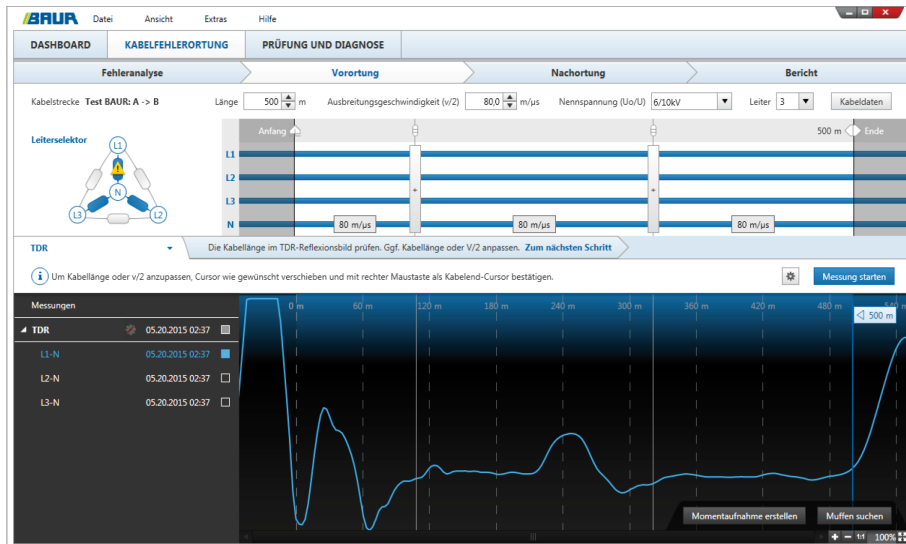 BAUR Datei Ansicht Extras Hilfe
DASHBOARD KABELFEHLERORTUNG PRÜFUNG UND DIAGNOSE
Fehleranalyse Vorortung Nachortung Bericht
Kabelstrecke Test BAUR: A -> B Länge 500 m Ausbreitungsgeschwindigkeit (v/2) 80,0 m/µs Nennspannung (Uo/U) 6/10kV Leiter 3 Kabeldaten
Anfang 500 m Ende
Leiterselektor
L1
N
L3 L2
L1
L2
L3
N 80 m/µs 80 m/µs 80 m/µs
TDR Die Kabellänge im TDR-Reflexionsbild prüfen. Ggf. Kabellänge oder V/2 anpassen. Zum nächsten Schritt
i Um Kabellänge oder v/2 anzupassen, Cursor wie gewünscht verschieben und mit rechter Maustaste als Kabelend-Cursor bestätigen. Messung starten
Messungen 0 m 60 m 120 m 180 m 240 m 300 m 360 m 420 m 480 m 540 m
500 m
TDR 05.20.2015 02:37
L1-N 05.20.2015 02:37
L2-N 05.20.2015 02:37
L3-N 05.20.2015 02:37
Momentaufnahme erstellen Muffen suchen
+ − 1:1 100%